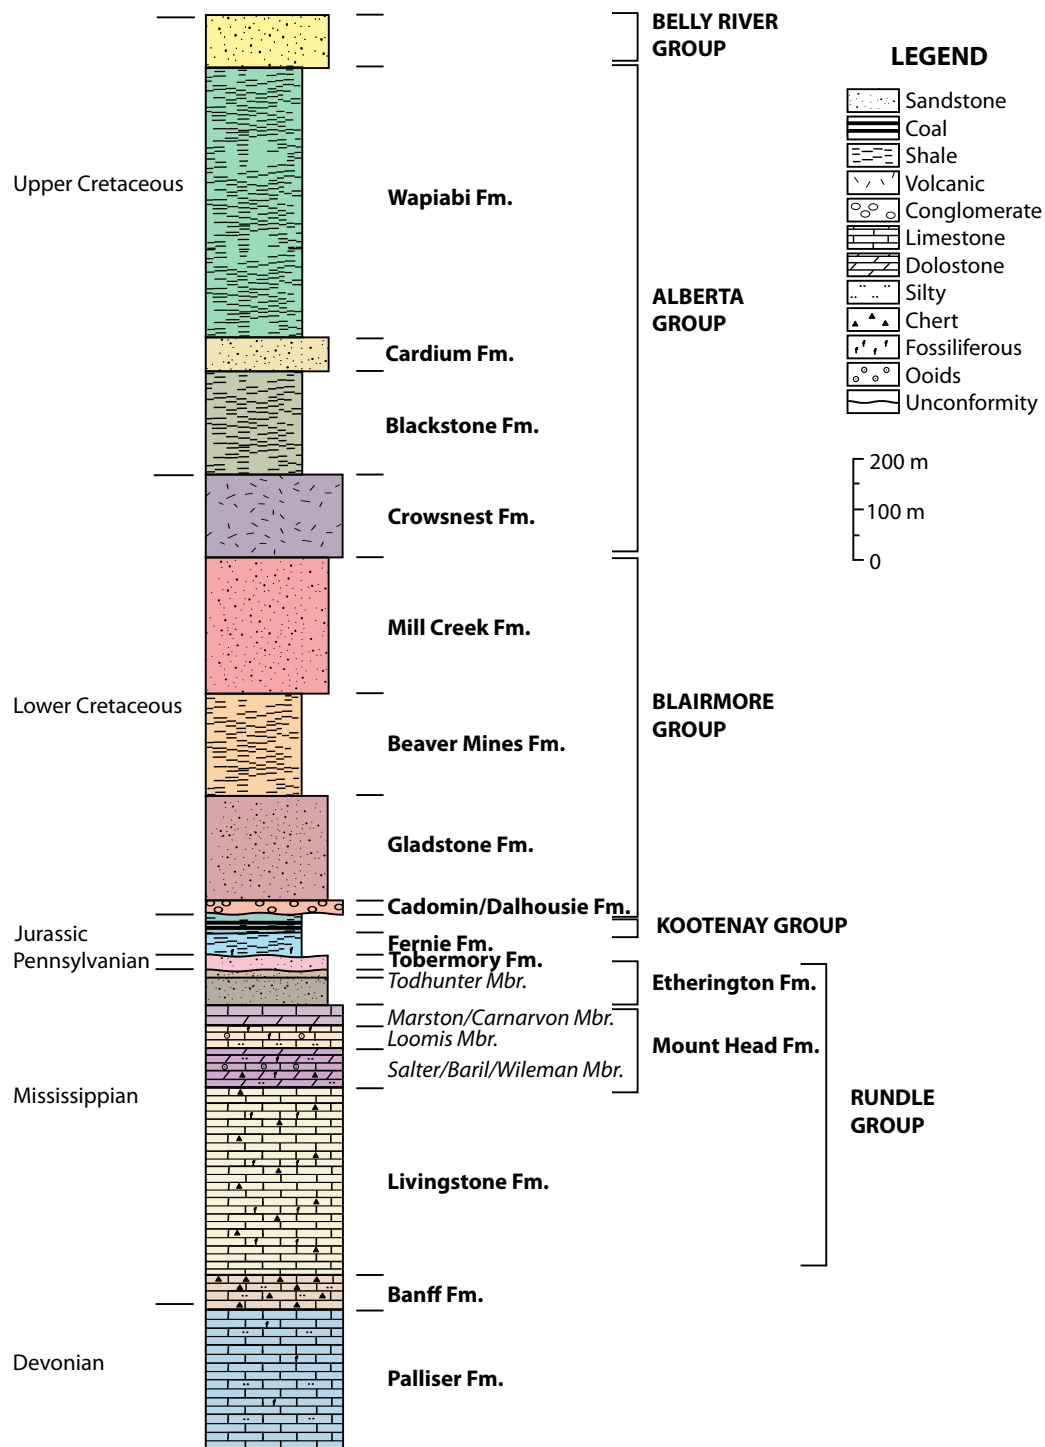 BELLY RIVER
GROUP
LEGEND
Sandstone
Coal
Shale
Volcanic
Conglomerate
Limestone
Dolostone
Silty
Chert
Fossiliferous
Ooids
Unconformity
200 m
100 m
0
Upper Cretaceous
Wapiabi Fm.
ALBERTA
GROUP
Cardium Fm.
Blackstone Fm.
Crowsnest Fm.
Mill Creek Fm.
Lower Cretaceous
BLAIRMORE
GROUP
Beaver Mines Fm.
Gladstone Fm.
Cadomin/Dalhousie Fm.
KOOTENAY GROUP
Jurassic
Fernie Fm.
Pennsylvanian
Tobermory Fm.
Todhunter Mbr.
Etherington Fm.
Marston/Carnarvon Mbr.
Loomis Mbr.
Mount Head Fm.
Salter/Baril/Wileman Mbr.
Mississippian
RUNDLE
GROUP
Livingstone Fm.
Banff Fm.
Devonian
Palliser Fm.